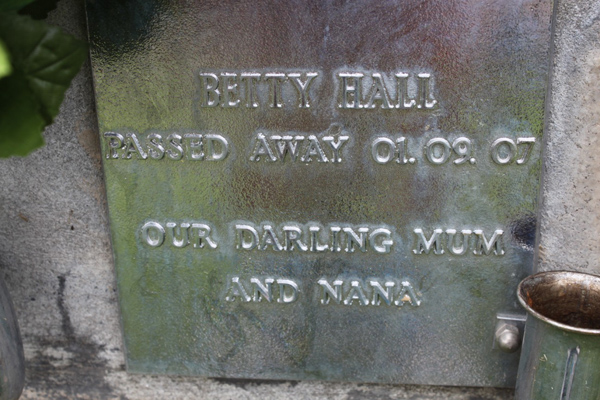 BETTY HALL
PASSED AWAY 01. 09. 07
OUR DARLING MUM
AND NANA